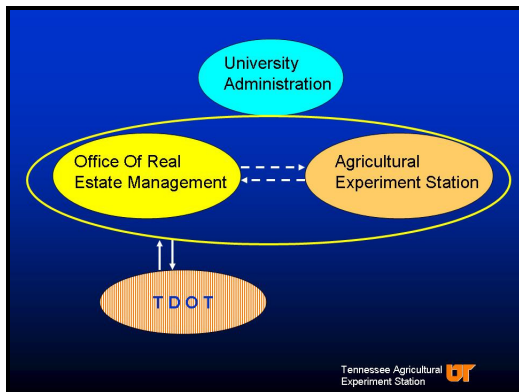 University
Administration
Office Of Real
Estate Management
Agricultural
Experiment Station
T D O T
Tennessee Agricultural
Experiment Station
UT